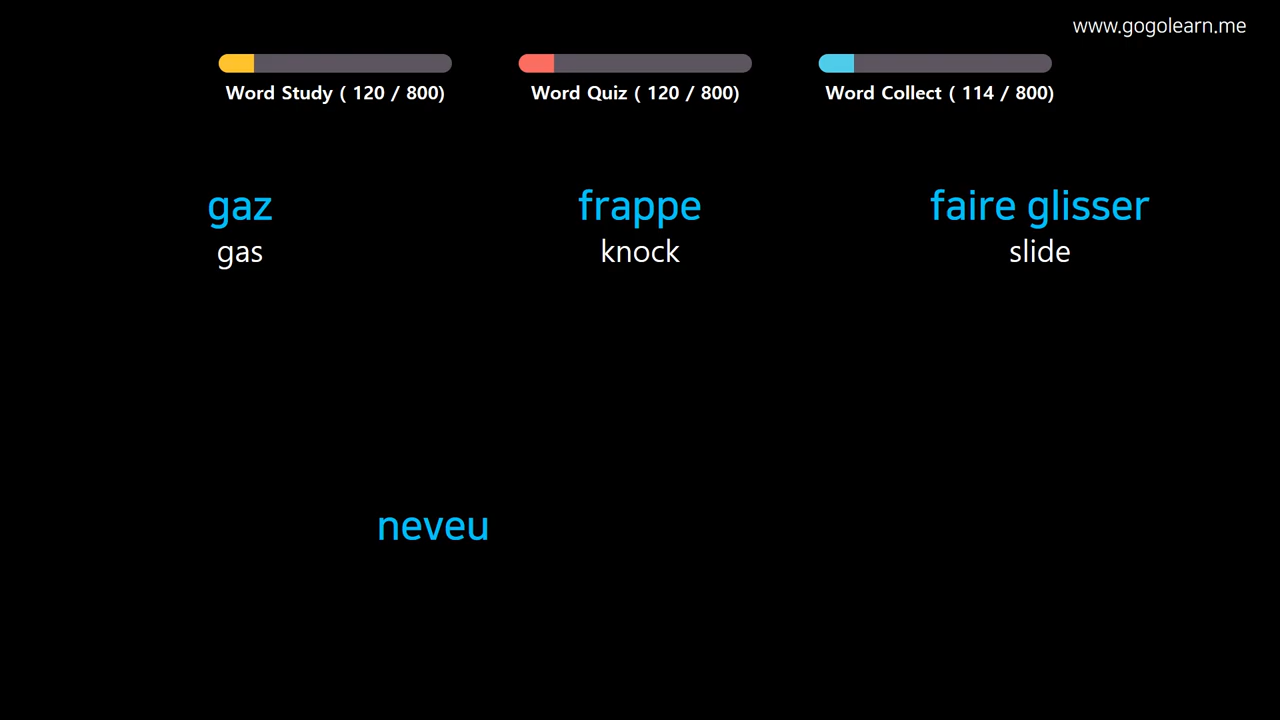 www.gogolearn.me
Word Study ( 120 / 800)
Word Quiz ( 120 / 800)
Word Collect ( 114 / 800)
gaz
gas
frappe
knock
faire glisser
slide
neveu